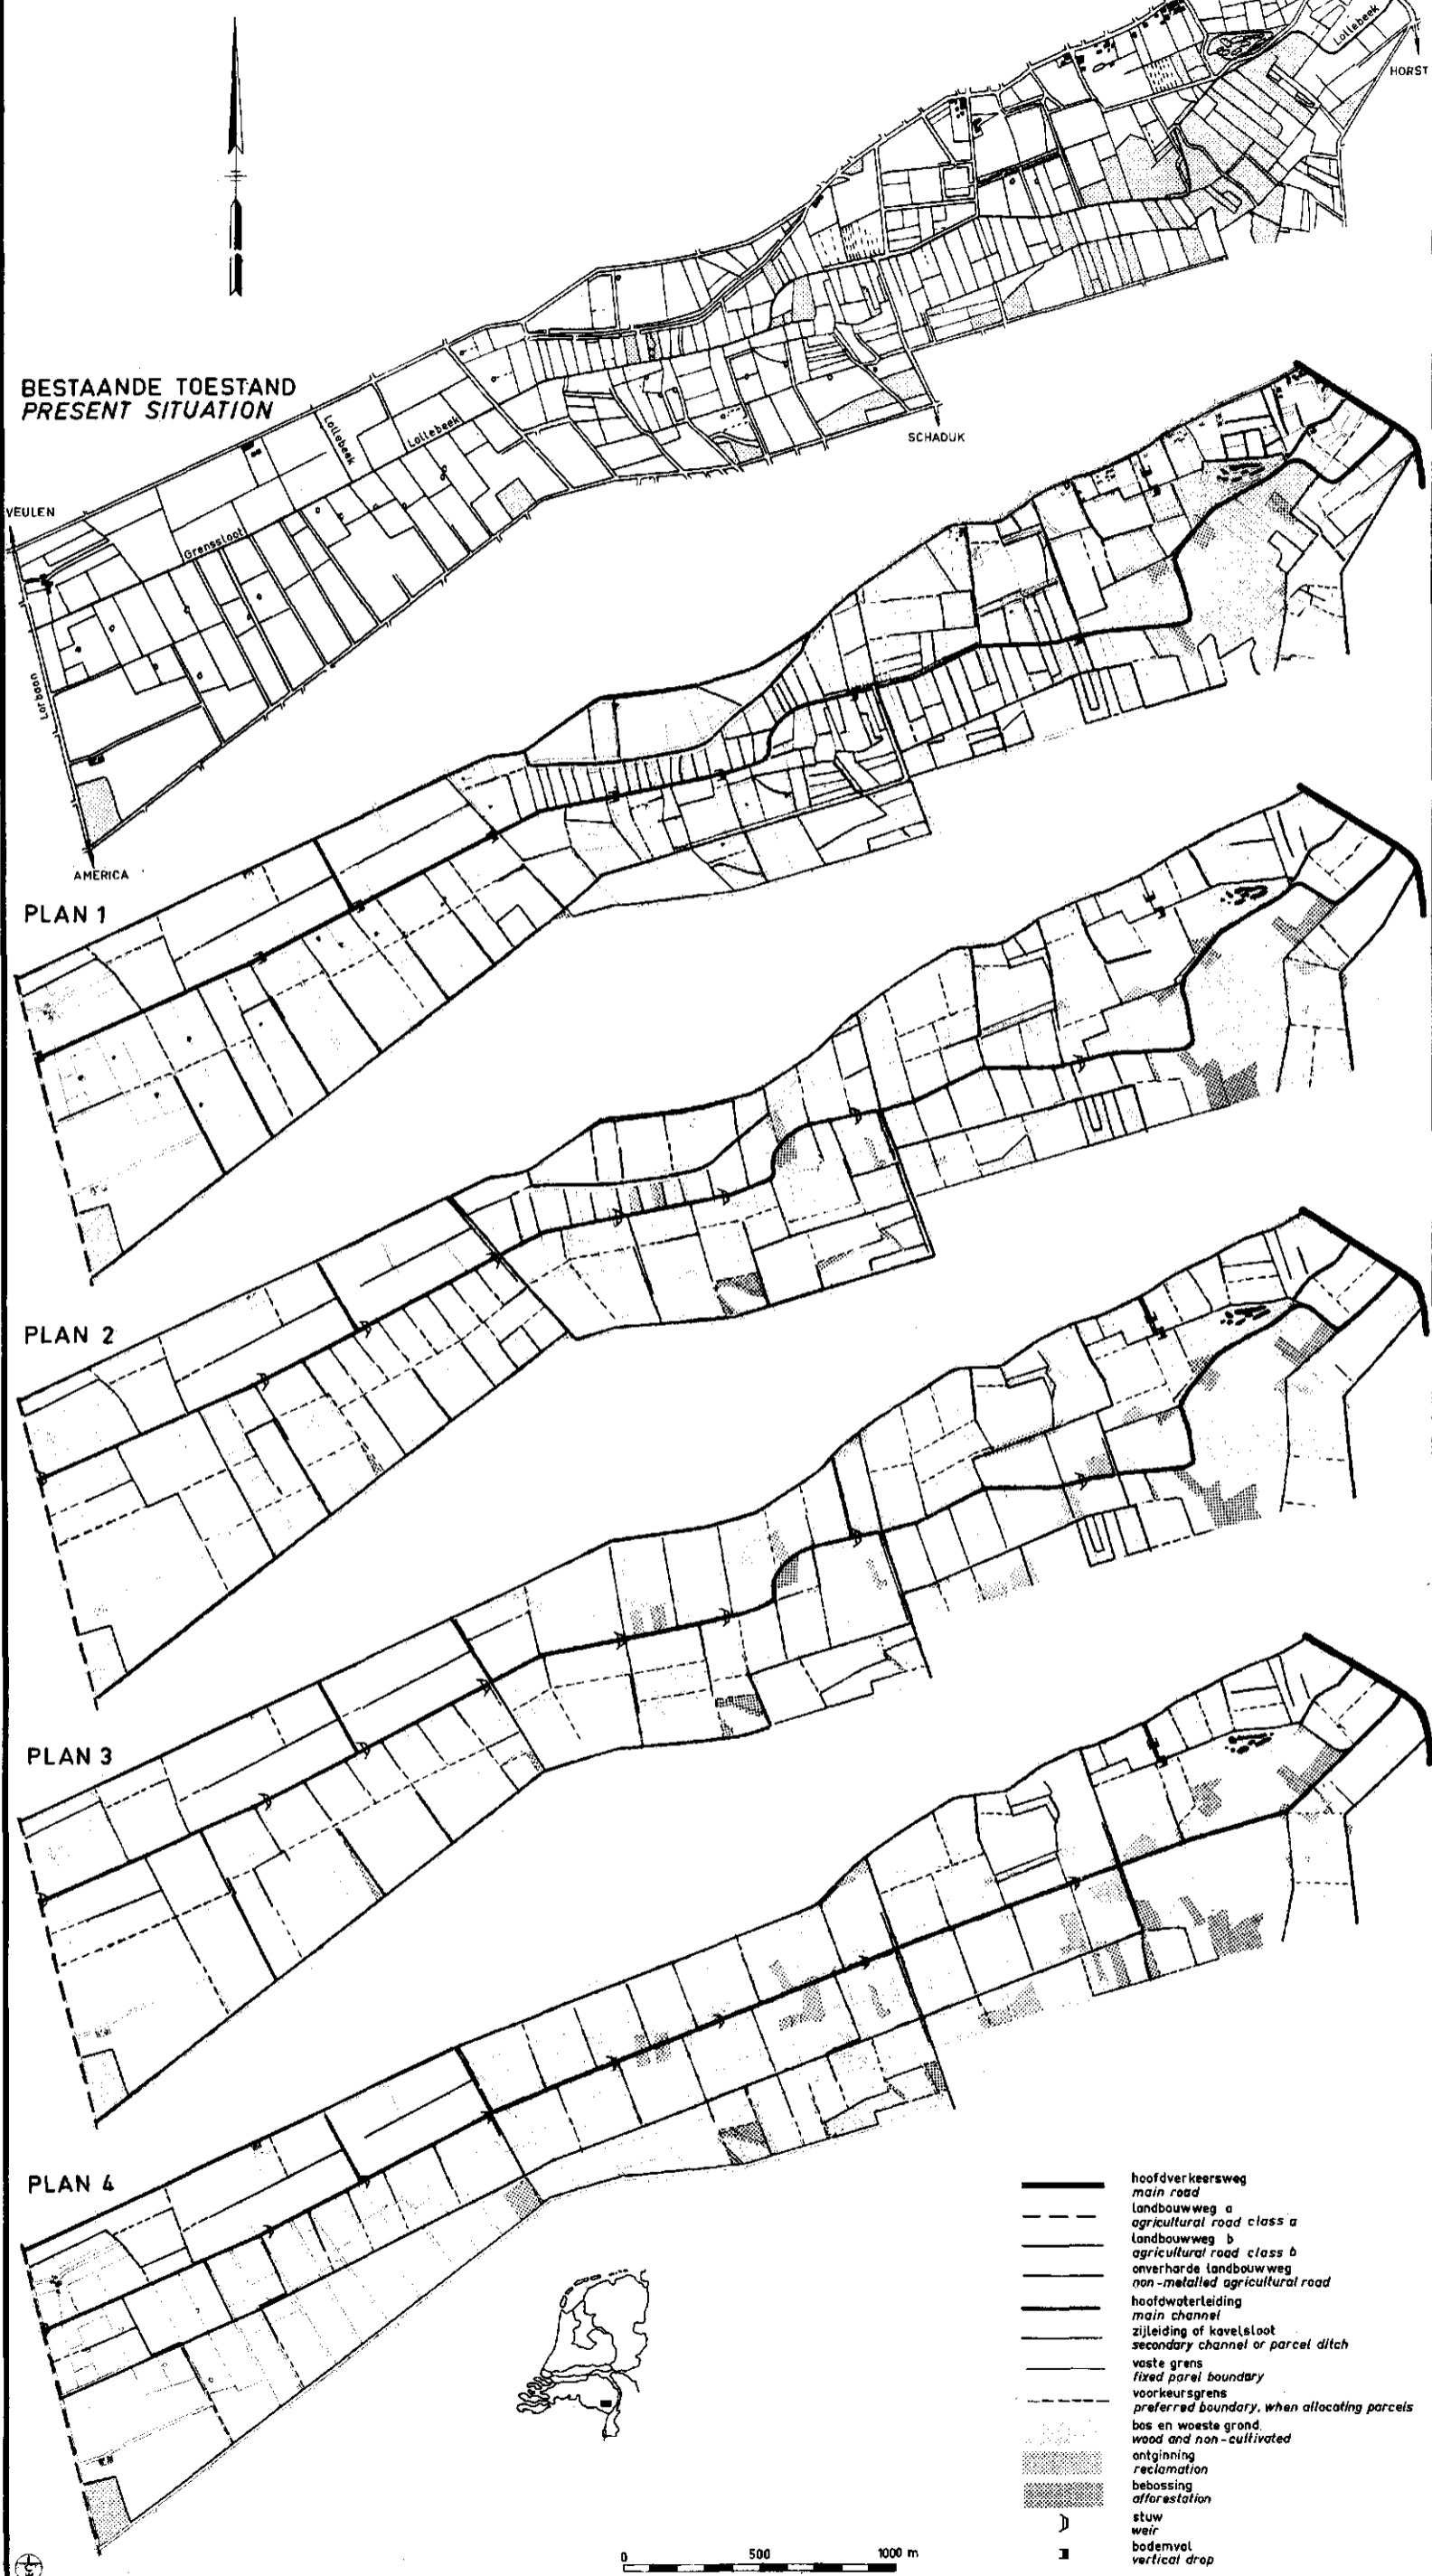 Lollebeek
HORST
BESTAANDE TOESTAND
PRESENT SITUATION
Lollebeek
Lollebeek
SCHADIJK
VEULEN
Grenssloot
Lorbaan
AMERICA
PLAN 1
PLAN 2
PLAN 3
PLAN 4
hoofdverkeersweg
main road
landbouwweg a
agricultural road class a
landbouwweg b
agricultural road class b
onverharde landbouwweg
non-metalled agricultural road
hoofdwaterleiding
main channel
zijleiding of kavelsloot
secondary channel or parcel ditch
vaste grens
fixed parel boundary
voorkeursgrens
preferred boundary, when allocating parcels
bos en woeste grond
wood and non-cultivated
ontginning
reclamation
bebossing
afforestation
stuw
weir
bodemval
vertical drop
0 500 1000 m